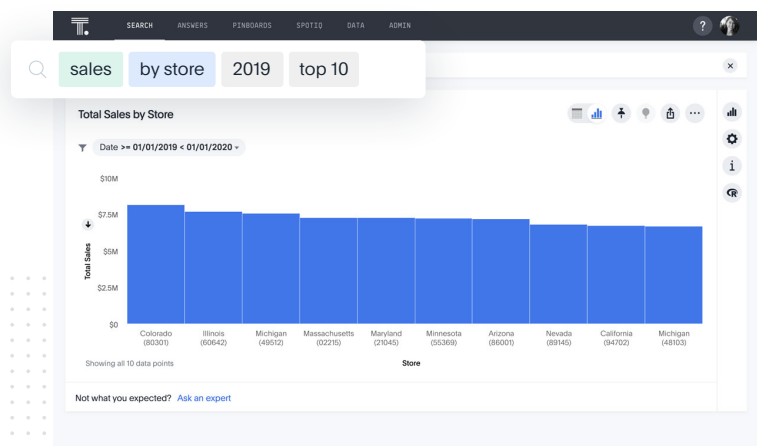 T.
SEARCH ANSWERS PINBOARDS SPOTIQ DATA ADMIN ?
sales by store 2019 top 10
Total Sales by Store
Date >= 01/01/2019 < 01/01/2020
$10M
$7.5M
$5M
$2.5M
$0
Total Sales
Colorado (80301)
Illinois (60642)
Michigan (49512)
Massachusetts (02215)
Maryland (21045)
Minnesota (55369)
Arizona (86001)
Nevada (89145)
California (94702)
Michigan (48103)
Showing all 10 data points
Store
i
R
Not what you expected? Ask an expert